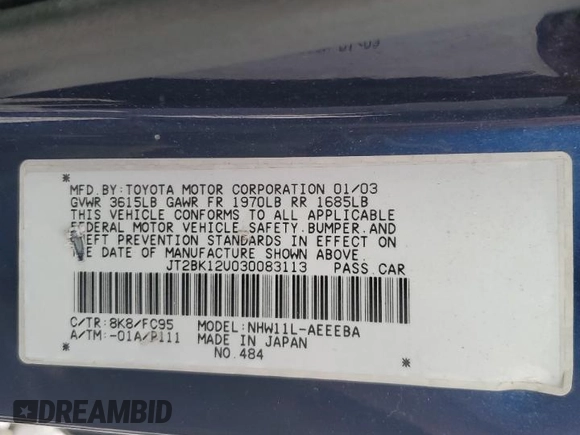 MFD.BY:TOYOTA MOTOR CORPORATION 01/03
GVWR 3615LB GAWR FR 1970LB RR 1685LB
THIS VEHICLE CONFORMS TO ALL APPLICABLE
FEDERAL MOTOR VEHICLE SAFETY,BUMPER,AND
THEFT PREVENTION STANDARDS IN EFFECT ON
THE DATE OF MANUFACTURE SHOWN ABOVE.
JT2BK12U030083113 PASS.CAR
C/TR:8K8/FC95 MODEL:NHW11L-AEEEBA
A/TM:-01A/P111 MADE IN JAPAN
NO.484
DREAMBID